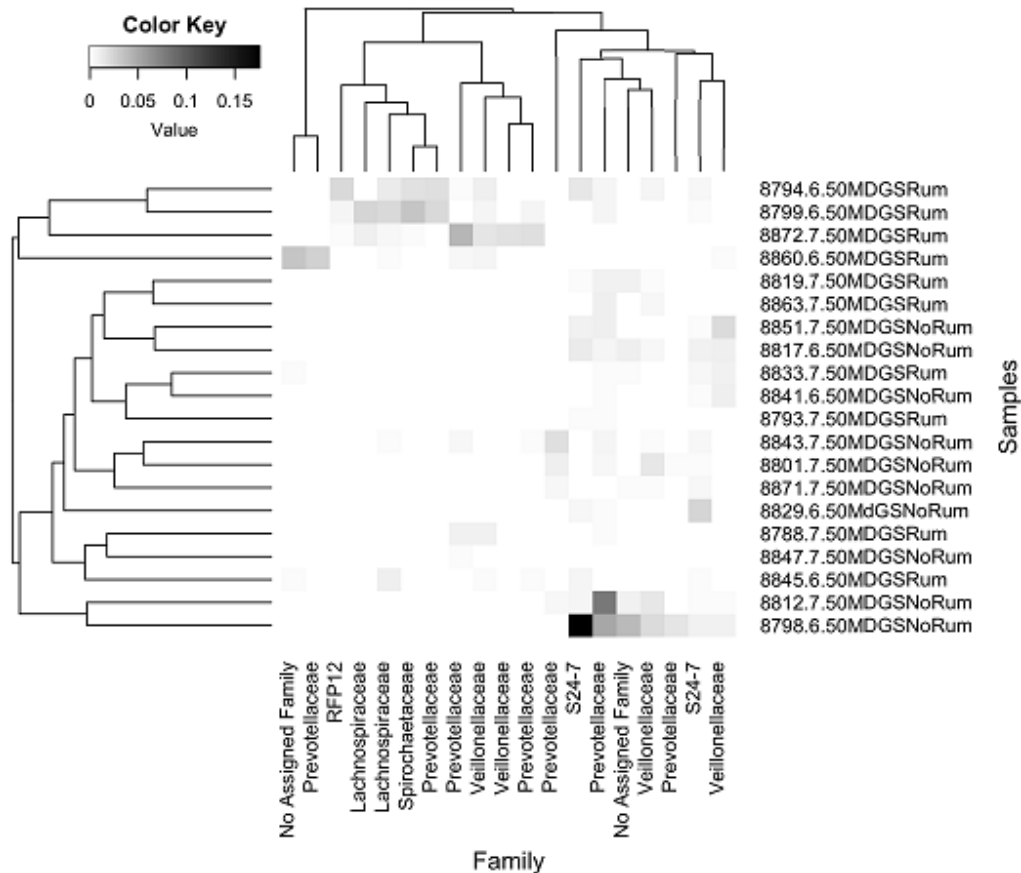 Color Key
0 0.05 0.1 0.15
Value
8794.6.50MDGSRum
8799.6.50MDGSRum
8872.7.50MDGSRum
8860.6.50MDGSRum
8819.7.50MDGSRum
8863.7.50MDGSRum
8851.7.50MDGSNoRum
8817.6.50MDGSNoRum
8833.7.50MDGSRum
8841.6.50MDGSNoRum
8793.7.50MDGSRum
8843.7.50MDGSNoRum
8801.7.50MDGSNoRum
8871.7.50MDGSNoRum
8829.6.50MdGSNoRum
8788.7.50MDGSRum
8847.7.50MDGSNoRum
8845.6.50MDGSRum
8812.7.50MDGSNoRum
8798.6.50MDGSNoRum
Samples
No Assigned Family
Prevotellaceae
RFP12
Lachnospiraceae
Lachnospiraceae
Spirochaetaceae
Prevotellaceae
Prevotellaceae
Veillonellaceae
Veillonellaceae
Prevotellaceae
Prevotellaceae
S24-7
Prevotellaceae
No Assigned Family
Veillonellaceae
Prevotellaceae
S24-7
Veillonellaceae
Family